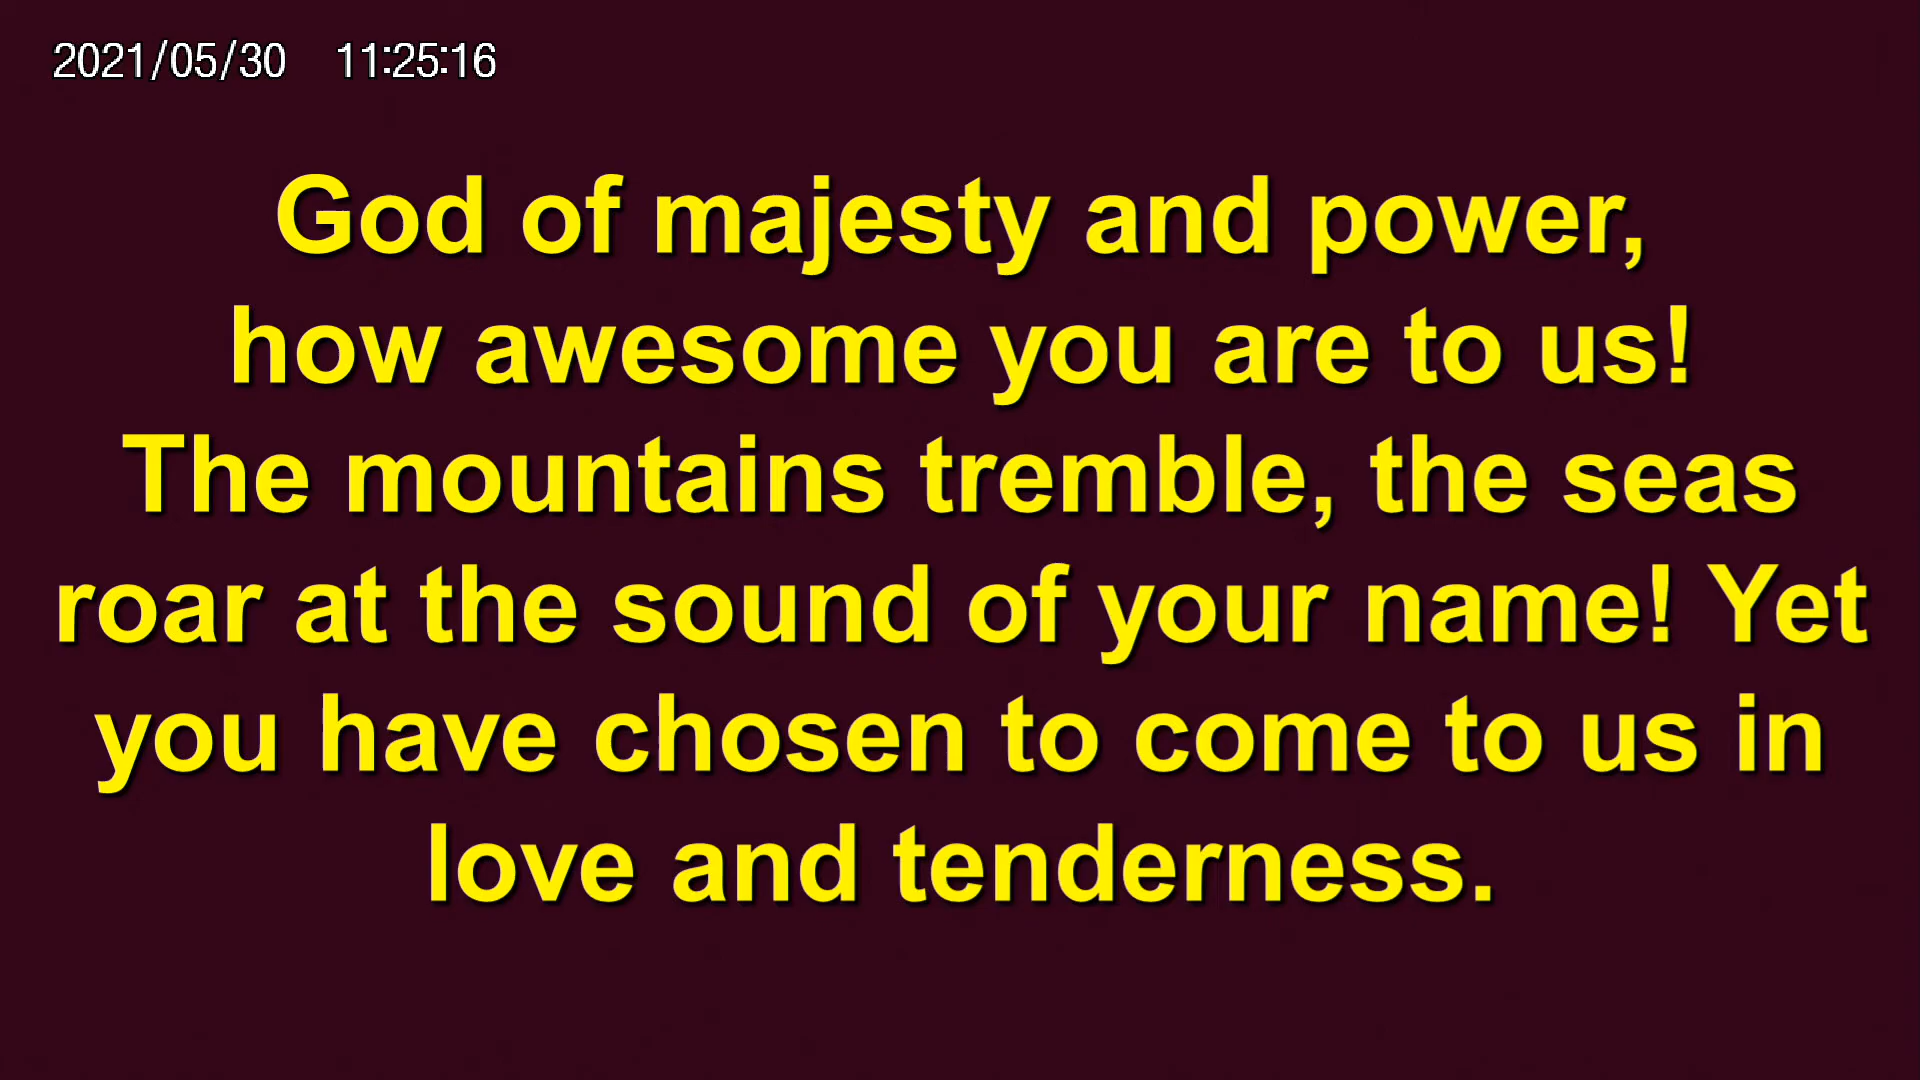 2021/05/30 11:25:16
God of majesty and power,
how awesome you are to us!
The mountains tremble, the seas
roar at the sound of your name! Yet
you have chosen to come to us in
love and tenderness.